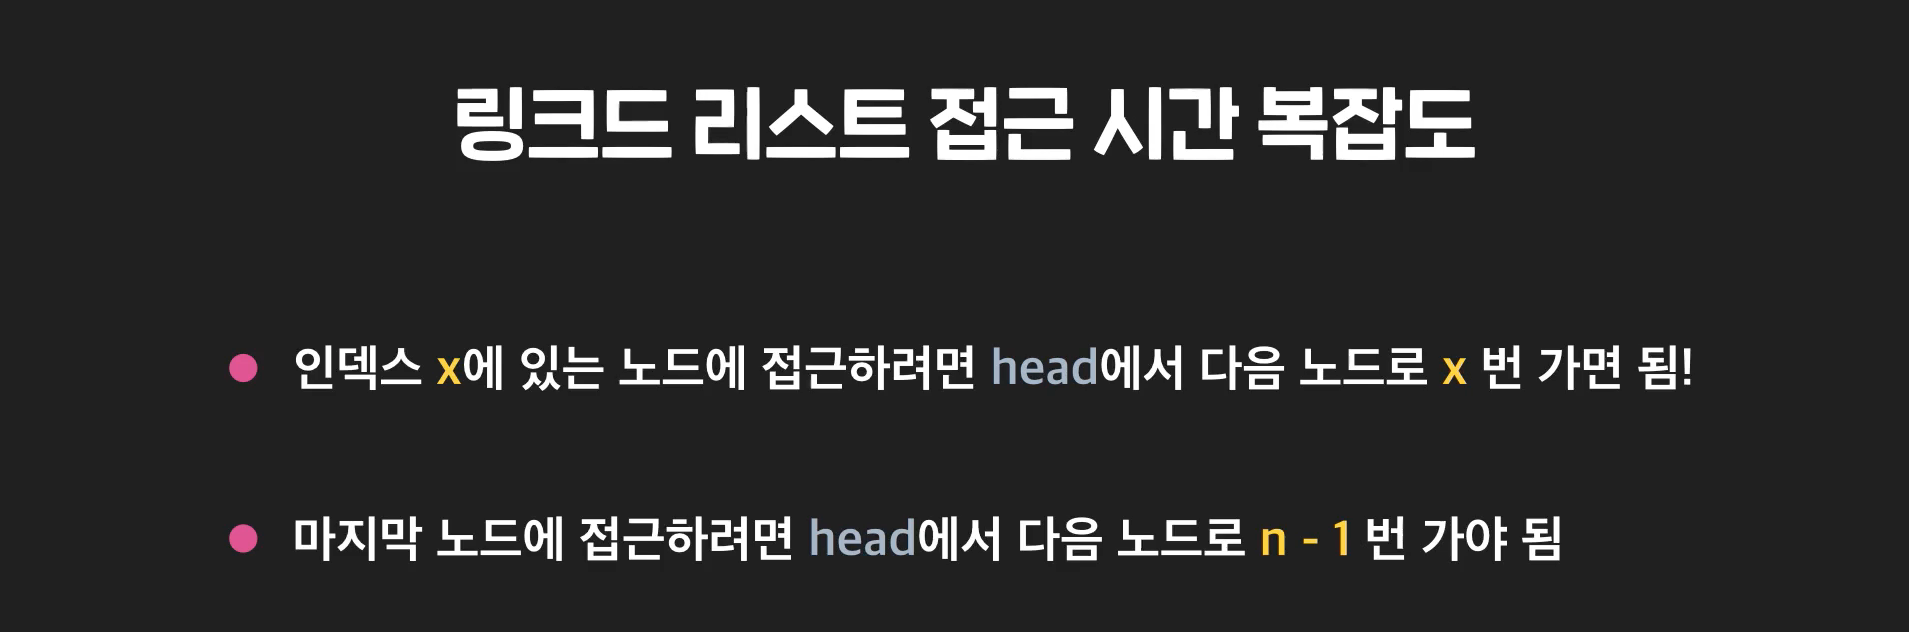 링크드 리스트 접근 시간 복잡도
인덱스 x에 있는 노드에 접근하려면 head에서 다음 노드로 x 번 가면 됨!
마지막 노드에 접근하려면 head에서 다음 노드로 n - 1 번 가야 됨